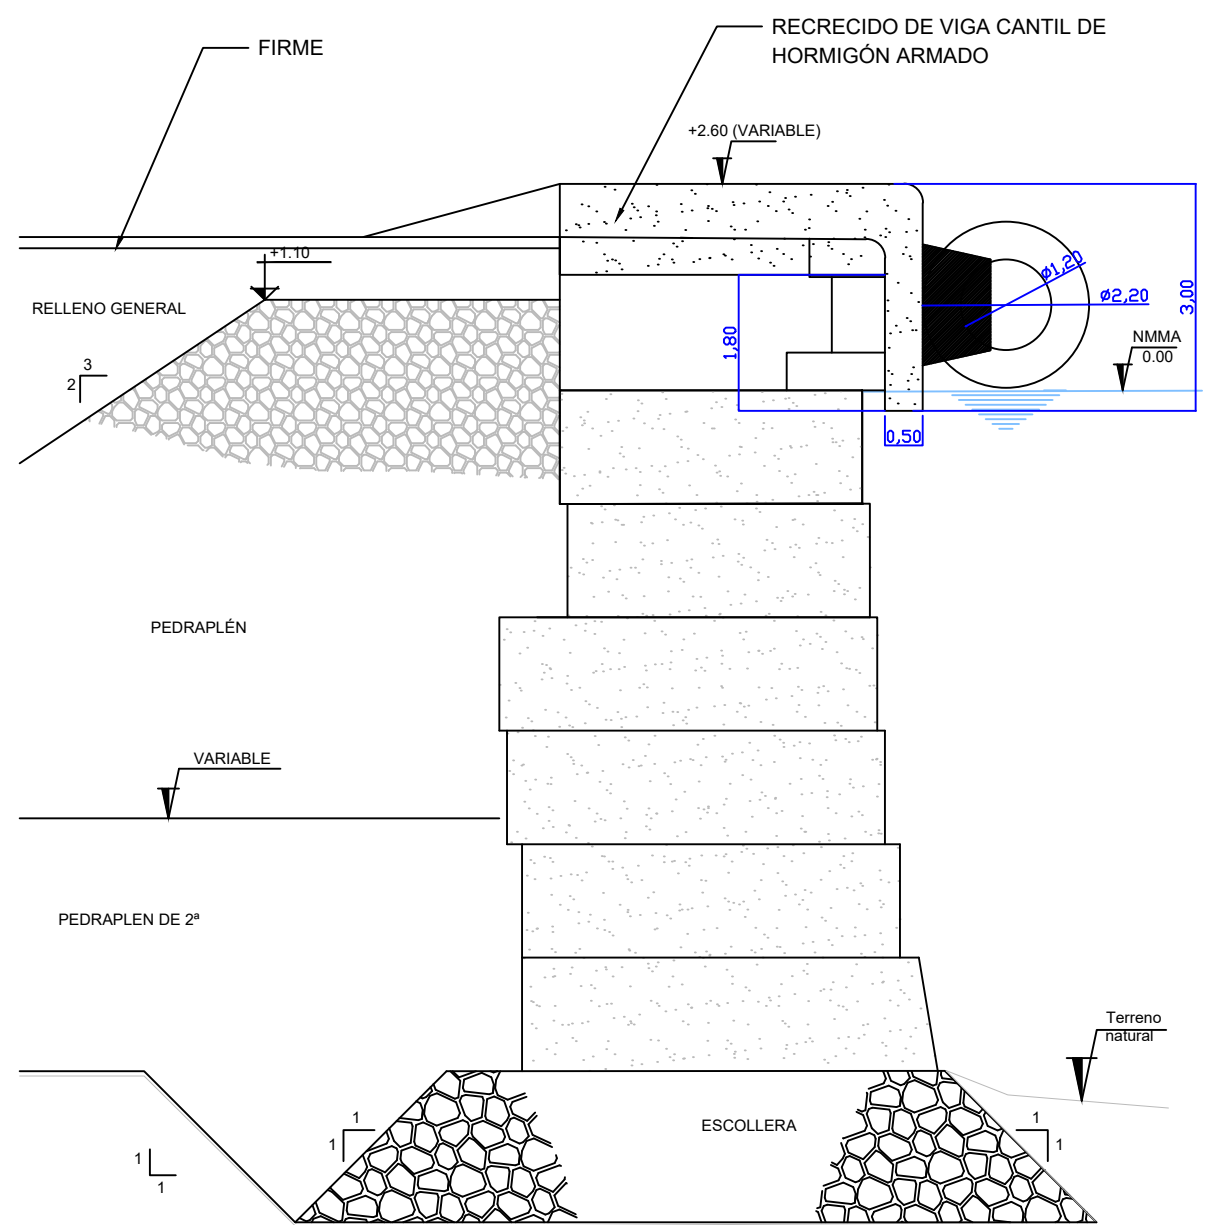 RECRECIDO DE VIGA CANTIL DE
HORMIGÓN ARMADO
FIRME
+2.60 (VARIABLE)
+1.10
RELLENO GENERAL
3
2
1,80
ø1,20
ø2,20
3,00
NMMA
0.00
0,50
PEDRAPLÉN
VARIABLE
PEDRAPLEN DE 2ª
Terreno
natural
ESCOLLERA
1
1
1
1
1
1